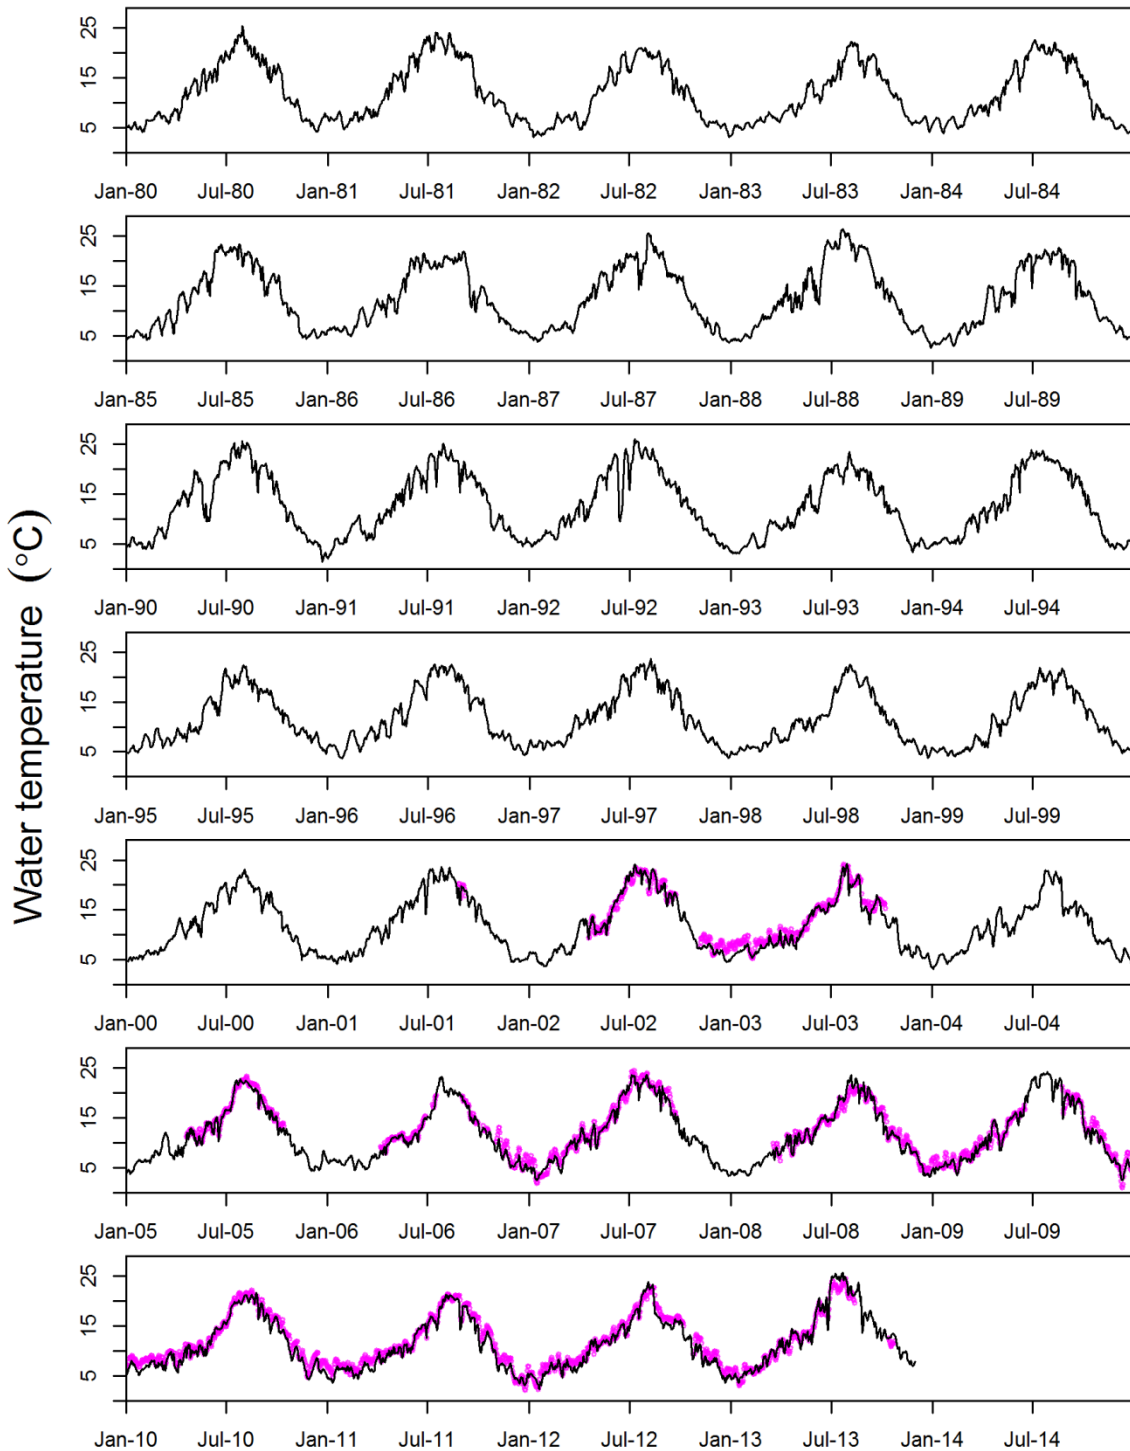 Water temperature (°C)
25
15
5
Jan-80 Jul-80 Jan-81 Jul-81 Jan-82 Jul-82 Jan-83 Jul-83 Jan-84 Jul-84
25
15
5
Jan-85 Jul-85 Jan-86 Jul-86 Jan-87 Jul-87 Jan-88 Jul-88 Jan-89 Jul-89
25
15
5
Jan-90 Jul-90 Jan-91 Jul-91 Jan-92 Jul-92 Jan-93 Jul-93 Jan-94 Jul-94
25
15
5
Jan-95 Jul-95 Jan-96 Jul-96 Jan-97 Jul-97 Jan-98 Jul-98 Jan-99 Jul-99
25
15
5
Jan-00 Jul-00 Jan-01 Jul-01 Jan-02 Jul-02 Jan-03 Jul-03 Jan-04 Jul-04
25
15
5
Jan-05 Jul-05 Jan-06 Jul-06 Jan-07 Jul-07 Jan-08 Jul-08 Jan-09 Jul-09
25
15
5
Jan-10 Jul-10 Jan-11 Jul-11 Jan-12 Jul-12 Jan-13 Jul-13 Jan-14 Jul-14